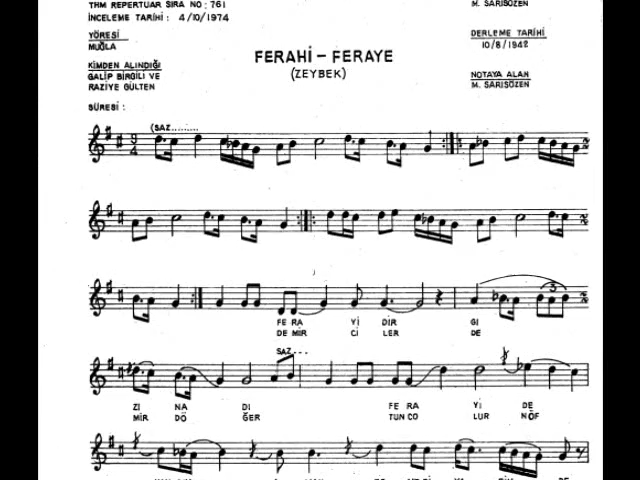 THM REPERTUAR SIRA NO : 761
İNCELEME TARİHİ : 4/10/1974
YÖRESİ
MUĞLA
KİMDEN ALINDIĞI
GALİP BİRGİLİ VE
RAZİYE GÜLTEN
SÜRESİ :
FERAHİ - FERAYE
(ZEYBEK)
M. SARISÖZEN
DERLEME TARİHİ
10/8/1942
NOTAYA ALAN
M. SARISÖZEN
(SAZ.........
9
4
3
FE RA YI DIR GI
DE MIR CI LER DE
SAZ...
ZI NA DI FE RA YI DE
MIR DÖ ĞER TUN CO LUR NÖF